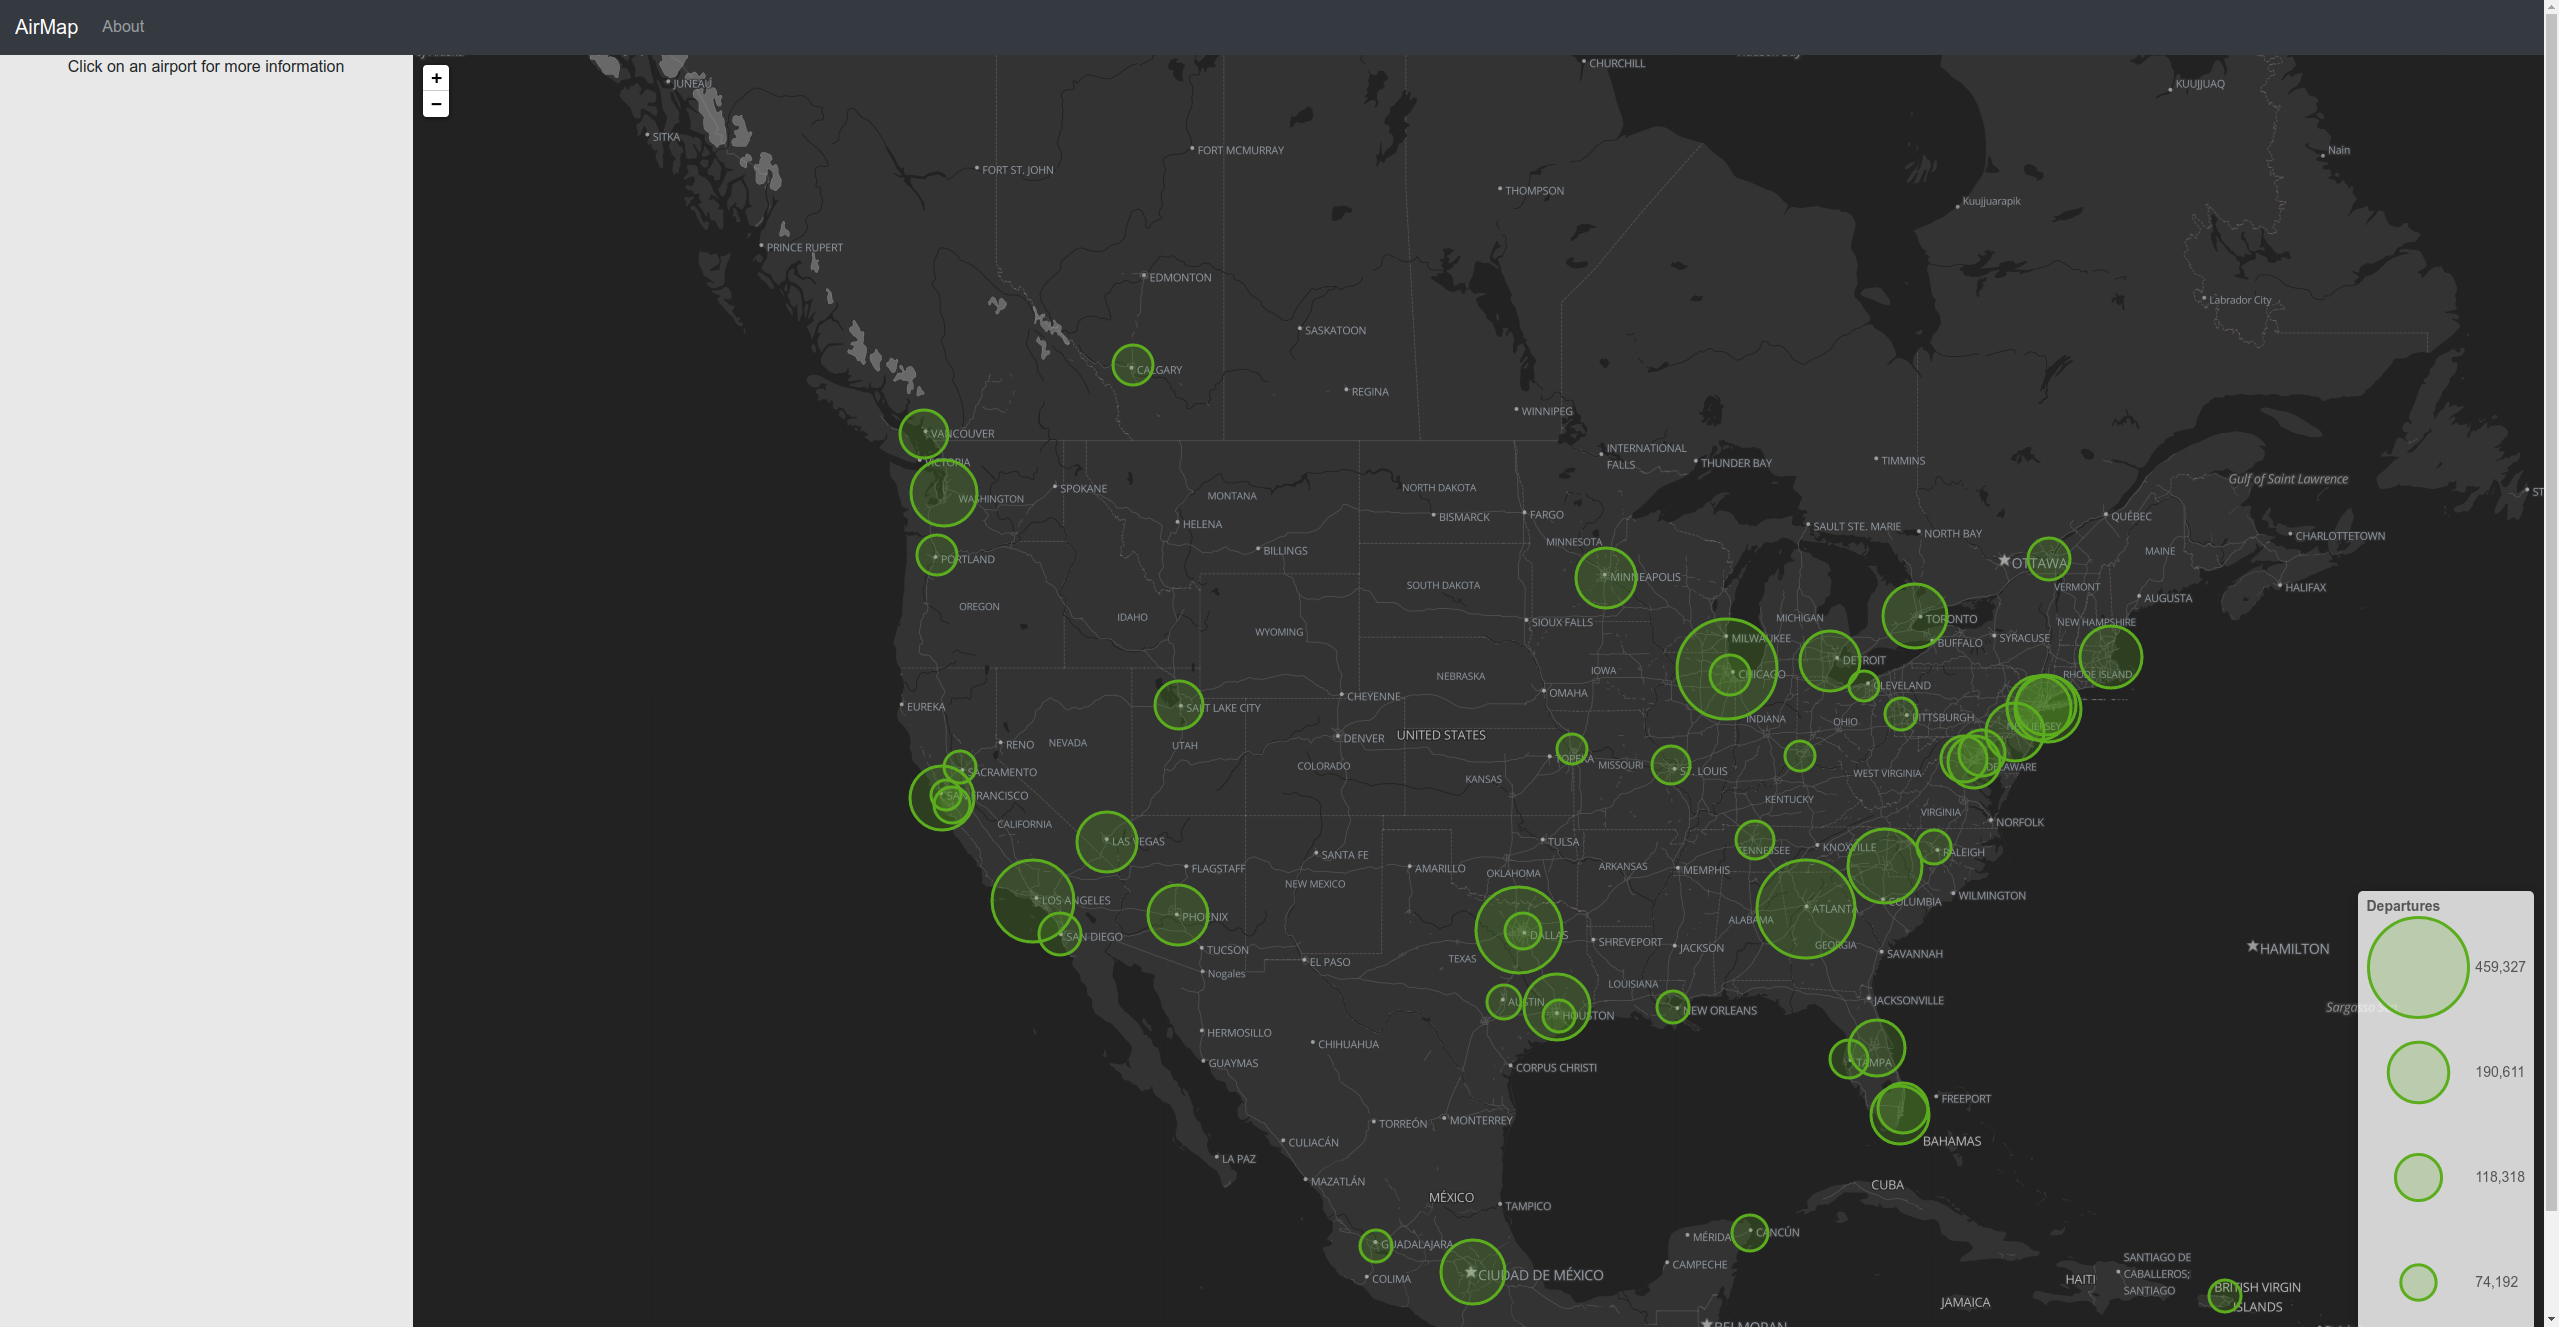 AirMap About
Click on an airport for more information
+
−
CHURCHILL
JUNEAU
KUUJJUAQ
SITKA
FORT MCMURRAY
Nain
FORT ST. JOHN
THOMPSON
Kuujjuarapik
PRINCE RUPERT
EDMONTON
Labrador City
SASKATOON
CALGARY
REGINA
WINNIPEG
VANCOUVER
INTERNATIONAL
FALLS
THUNDER BAY
TIMMINS
VICTORIA
Gulf of Saint Lawrence
SPOKANE
NORTH DAKOTA
ST
WASHINGTON
MONTANA
BISMARCK
FARGO
QUÉBEC
HELENA
SAULT STE. MARIE
NORTH BAY
CHARLOTTETOWN
MINNESOTA
BILLINGS
MAINE
PORTLAND
OTTAWA
MINNEAPOLIS
SOUTH DAKOTA
VERMONT
HALIFAX
AUGUSTA
OREGON
IDAHO
TORONTO
MICHIGAN
SIOUX FALLS
NEW HAMPSHIRE
WYOMING
MILWAUKEE
SYRACUSE
BUFFALO
DETROIT
IOWA
CHICAGO
NEBRASKA
RHODE ISLAND
CLEVELAND
OMAHA
CHEYENNE
EUREKA
SALT LAKE CITY
PITTSBURGH
INDIANA
OHIO
NEW JERSEY
DENVER
UNITED STATES
RENO
NEVADA
UTAH
TOPEKA
MISSOURI
COLORADO
DELAWARE
SACRAMENTO
ST. LOUIS
WEST VIRGINIA
KANSAS
SAN FRANCISCO
KENTUCKY
VIRGINIA
CALIFORNIA
NORFOLK
LAS VEGAS
TULSA
TENNESSEE
KNOXVILLE
RALEIGH
SANTA FE
FLAGSTAFF
AMARILLO
ARKANSAS
MEMPHIS
OKLAHOMA
NEW MEXICO
WILMINGTON
LOS ANGELES
COLUMBIA
ATLANTA
PHOENIX
ALABAMA
Departures
SAN DIEGO
DALLAS
SHREVEPORT
JACKSON
GEORGIA
HAMILTON
TUCSON
TEXAS
SAVANNAH
EL PASO
459,327
Nogales
LOUISIANA
AUSTIN
JACKSONVILLE
NEW ORLEANS
HOUSTON
HERMOSILLO
CHIHUAHUA
GUAYMAS
TAMPA
CORPUS CHRISTI
190,611
FREEPORT
TORREÓN
MONTERREY
CULIACÁN
BAHAMAS
LA PAZ
MAZATLÁN
118,318
CUBA
MÉXICO
TAMPICO
CANCÚN
MÉRIDA
GUADALAJARA
SANTIAGO DE
CABALLEROS;
SANTIAGO
CAMPECHE
CIUDAD DE MÉXICO
COLIMA
HAITI
74,192
BRITISH VIRGIN
ISLANDS
JAMAICA
BELMOPAN